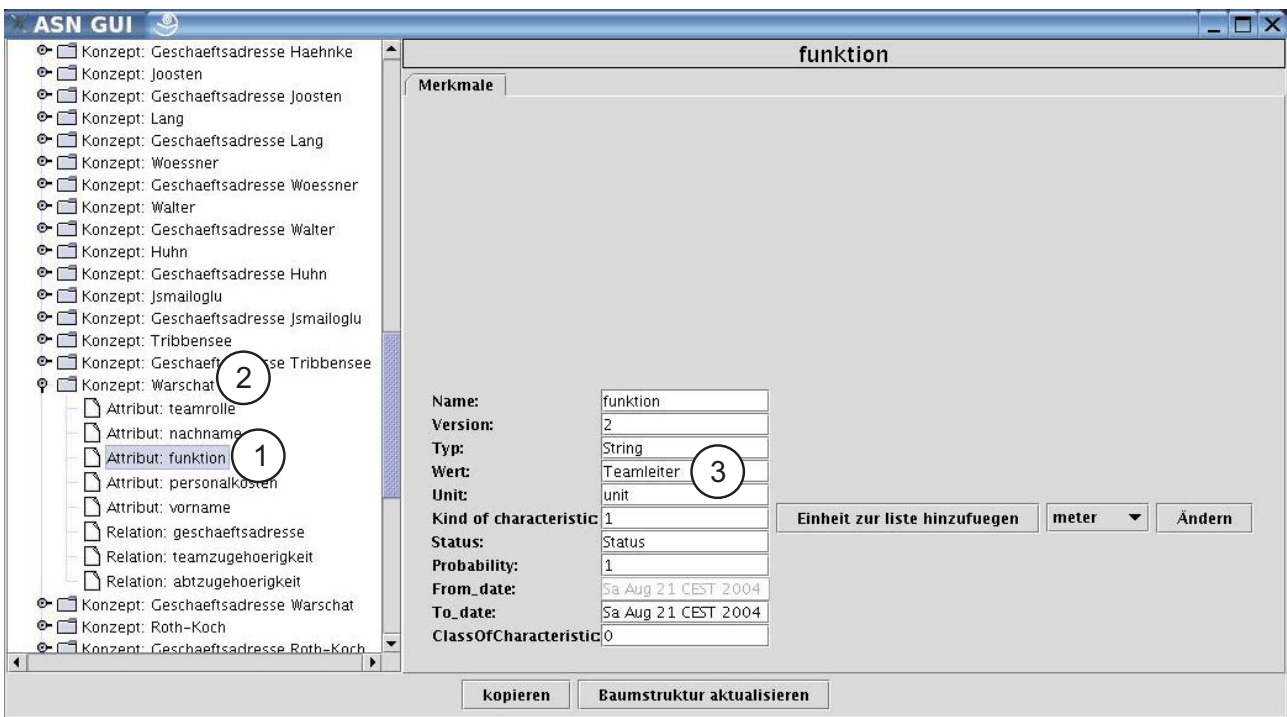 ASN GUI
Konzept: Geschaeftsadresse Haehnke
Konzept: Joosten
Konzept: Geschaeftsadresse Joosten
Konzept: Lang
Konzept: Geschaeftsadresse Lang
Konzept: Woessner
Konzept: Geschaeftsadresse Woessner
Konzept: Walter
Konzept: Geschaeftsadresse Walter
Konzept: Huhn
Konzept: Geschaeftsadresse Huhn
Konzept: Jsmailoglu
Konzept: Geschaeftsadresse Jsmailoglu
Konzept: Tribbensee
Konzept: Geschaef sse Tribbensee
Konzept: Warschat 2
Attribut: teamrolle
Attribut: nachname
Attribut: funktion 1
Attribut: personalkosten
Attribut: vorname
Relation: geschaeftsadresse
Relation: teamzugehoerigkeit
Relation: abtzugehoerigkeit
Konzept: Geschaeftsadresse Warschat
Konzept: Roth-Koch
Konzept: Geschaeftsadresse Roth-Koch
funktion
Merkmale
Name: funktion
Version: 2
Typ: String
Wert: Teamleiter 3
Unit: unit
Kind of characteristic: 1
Einheit zur liste hinzufuegen meter Ändern
Status: Status
Probability: 1
From_date: Sa Aug 21 CEST 2004
To_date: Sa Aug 21 CEST 2004
ClassOfCharacteristic: 0
kopieren Baumstruktur aktualisieren